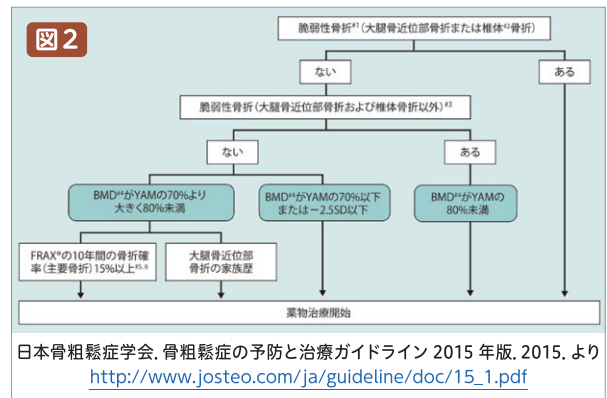 図2
脆弱性骨折#1(大腿骨近位部骨折または椎体#2骨折)
ない
ある
脆弱性骨折(大腿骨近位部骨折および椎体骨折以外)#3
ない
ある
BMD#4がYAMの70%より
大きく80%未満
BMD#4がYAMの70%以下
または−2.5SD以下
BMD#4がYAMの
80%未満
FRAX®の10年間の骨折確
率(主要骨折)15%以上#5,6
大腿骨近位部
骨折の家族歴
薬物治療開始
日本骨粗鬆症学会.骨粗鬆症の予防と治療ガイドライン2015年版.2015.より
http://www.josteo.com/ja/guideline/doc/15_1.pdf